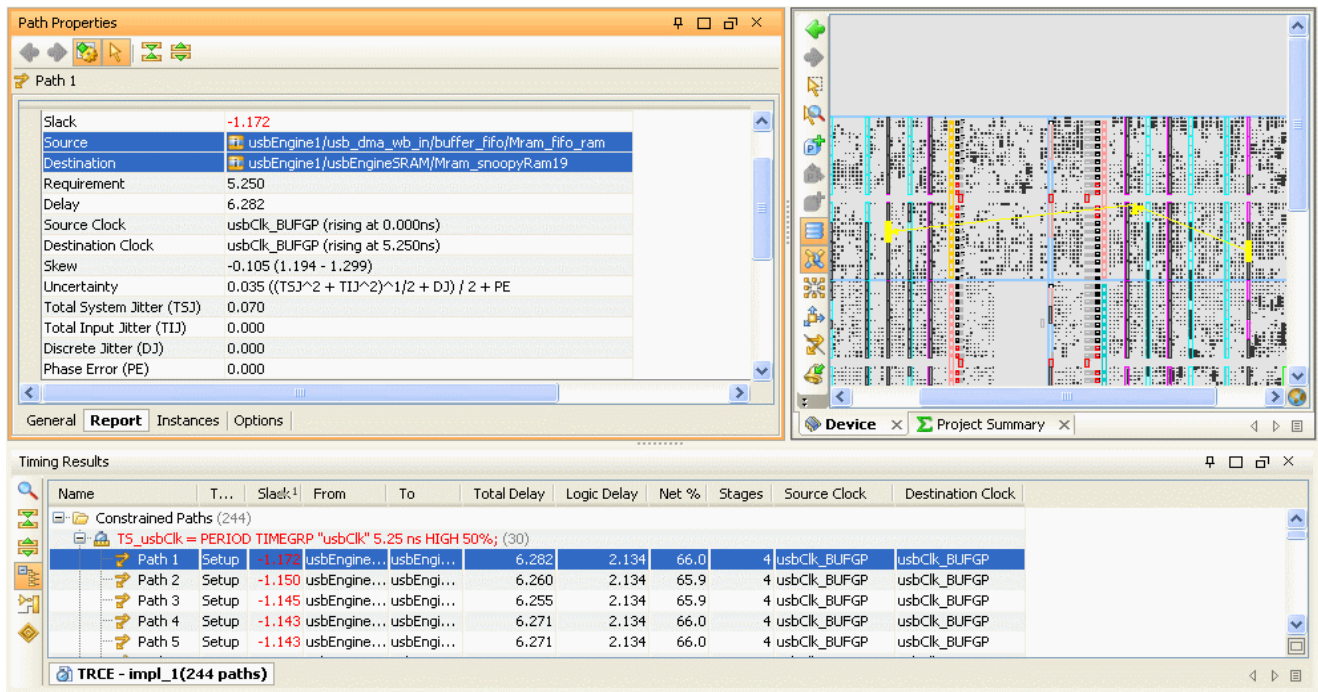 Path Properties
Path 1
Slack -1.172
Source usbEngine1/usb_dma_wb_in/buffer_fifo/Mram_fifo_ram
Destination usbEngine1/usbEngineSRAM/Mram_snoopyRam19
Requirement 5.250
Delay 6.282
Source Clock usbClk_BUFGP (rising at 0.000ns)
Destination Clock usbClk_BUFGP (rising at 5.250ns)
Skew -0.105 (1.194 - 1.299)
Uncertainty 0.035 ((TSJ^2 + TIJ^2)^1/2 + DJ) / 2 + PE
Total System Jitter (TSJ) 0.070
Total Input Jitter (TIJ) 0.000
Discrete Jitter (DJ) 0.000
Phase Error (PE) 0.000
General Report Instances Options
Device Project Summary
Timing Results
Name T... Slack 1 From To Total Delay Logic Delay Net % Stages Source Clock Destination Clock
Constrained Paths (244)
TS_usbClk = PERIOD TIMEGRP "usbClk" 5.25 ns HIGH 50%; (30)
Path 1 Setup -1.172 usbEngine... usbEngi... 6.282 2.134 66.0 4 usbClk_BUFGP usbClk_BUFGP
Path 2 Setup -1.150 usbEngine... usbEngi... 6.260 2.134 65.9 4 usbClk_BUFGP usbClk_BUFGP
Path 3 Setup -1.145 usbEngine... usbEngi... 6.255 2.134 65.9 4 usbClk_BUFGP usbClk_BUFGP
Path 4 Setup -1.143 usbEngine... usbEngi... 6.271 2.134 66.0 4 usbClk_BUFGP usbClk_BUFGP
Path 5 Setup -1.143 usbEngine... usbEngi... 6.271 2.134 66.0 4 usbClk_BUFGP usbClk_BUFGP
TRCE - impl_1(244 paths)